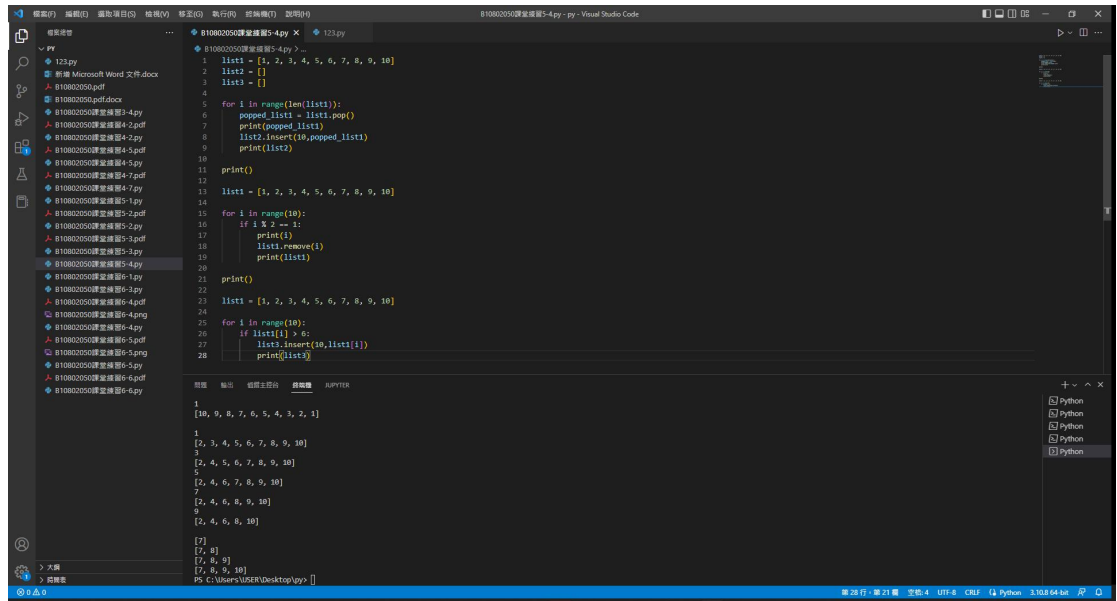 檔案(F) 編輯(E) 選取項目(S) 檢視(V) 移至(G) 執行(R) 終端機(T) 說明(H)
B10802050課堂練習5-4.py - py - Visual Studio Code
檔案總管
PY
123.py
新增 Microsoft Word 文件.docx
B10802050.pdf
B10802050.pdf.docx
B10802050課堂練習3-4.py
B10802050課堂練習4-2.pdf
B10802050課堂練習4-2.py
B10802050課堂練習4-5.pdf
B10802050課堂練習4-5.py
B10802050課堂練習4-7.pdf
B10802050課堂練習4-7.py
B10802050課堂練習5-1.py
B10802050課堂練習5-2.pdf
B10802050課堂練習5-2.py
B10802050課堂練習5-3.pdf
B10802050課堂練習5-3.py
B10802050課堂練習5-4.py
B10802050課堂練習6-1.py
B10802050課堂練習6-3.py
B10802050課堂練習6-4.pdf
B10802050課堂練習6-4.png
B10802050課堂練習6-4.py
B10802050課堂練習6-5.pdf
B10802050課堂練習6-5.png
B10802050課堂練習6-5.py
B10802050課堂練習6-6.pdf
B10802050課堂練習6-6.py
大綱
時間表
B10802050課堂練習5-4.py 123.py
B10802050課堂練習5-4.py > ...
1 list1 = [1, 2, 3, 4, 5, 6, 7, 8, 9, 10]
2 list2 = []
3 list3 = []
4
5 for i in range(len(list1)):
6 popped_list1 = list1.pop()
7 print(popped_list1)
8 list2.insert(10,popped_list1)
9 print(list2)
10
11 print()
12
13 list1 = [1, 2, 3, 4, 5, 6, 7, 8, 9, 10]
14
15 for i in range(10):
16 if i % 2 == 1:
17 print(i)
18 list1.remove(i)
19 print(list1)
20
21 print()
22
23 list1 = [1, 2, 3, 4, 5, 6, 7, 8, 9, 10]
24
25 for i in range(10):
26 if list1[i] > 6:
27 list3.insert(10,list1[i])
28 print(list3)
問題 輸出 偵錯主控台 終端機 JUPYTER
1
[10, 9, 8, 7, 6, 5, 4, 3, 2, 1]
1
[2, 3, 4, 5, 6, 7, 8, 9, 10]
3
[2, 4, 5, 6, 7, 8, 9, 10]
5
[2, 4, 6, 7, 8, 9, 10]
7
[2, 4, 6, 8, 9, 10]
9
[2, 4, 6, 8, 10]
[7]
[7, 8]
[7, 8, 9]
[7, 8, 9, 10]
PS C:\Users\USER\Desktop\py>
Python
Python
Python
Python
Python
0 0
第 28 行，第 21 欄 空格: 4 UTF-8 CRLF Python 3.10.8 64-bit